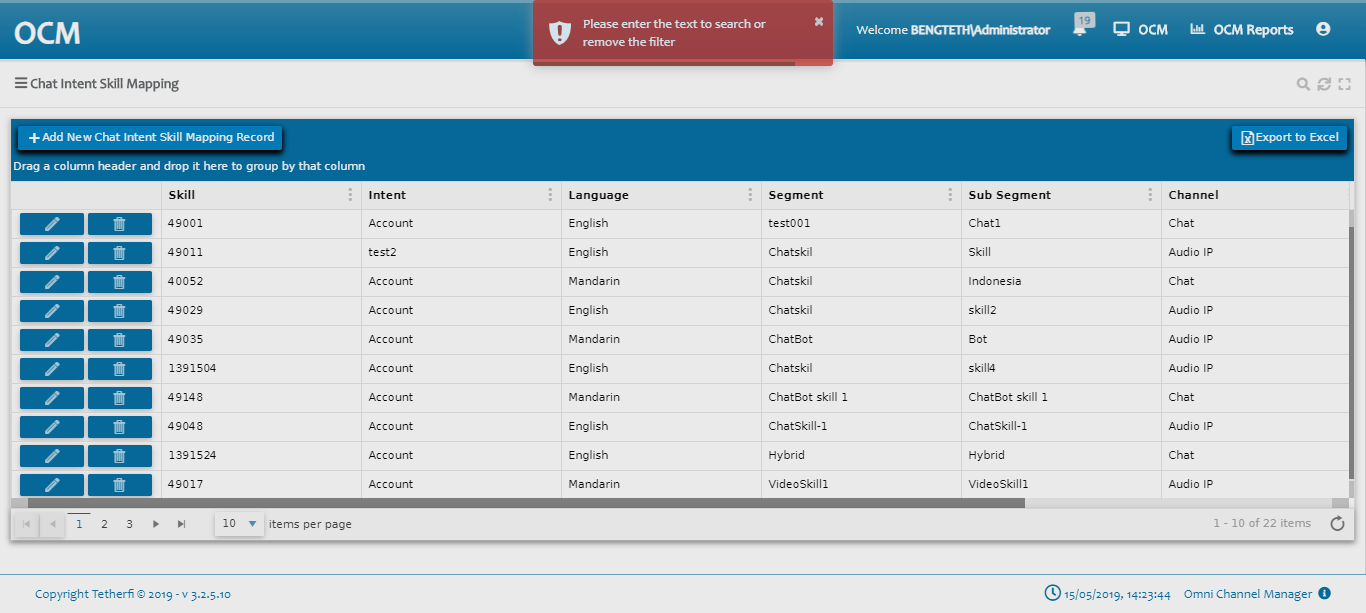 OCM
Please enter the text to search or
remove the filter
Welcome BENGTETH\Administrator
19
OCM
OCM Reports
Chat Intent Skill Mapping
Add New Chat Intent Skill Mapping Record
Export to Excel
Drag a column header and drop it here to group by that column
Skill Intent Language Segment Sub Segment Channel
49001 Account English test001 Chat1 Chat
49011 test2 English Chatskil Skill Audio IP
40052 Account Mandarin Chatskil Indonesia Chat
49029 Account English Chatskil skill2 Audio IP
49035 Account Mandarin ChatBot Bot Audio IP
1391504 Account English Chatskil skill4 Audio IP
49148 Account Mandarin ChatBot skill 1 ChatBot skill 1 Chat
49048 Account English ChatSkill-1 ChatSkill-1 Audio IP
1391524 Account English Hybrid Hybrid Chat
49017 Account Mandarin VideoSkill1 VideoSkill1 Audio IP
1 2 3 10 items per page 1 - 10 of 22 items
Copyright Tetherfi © 2019 - v 3.2.5.10 15/05/2019, 14:23:44 Omni Channel Manager